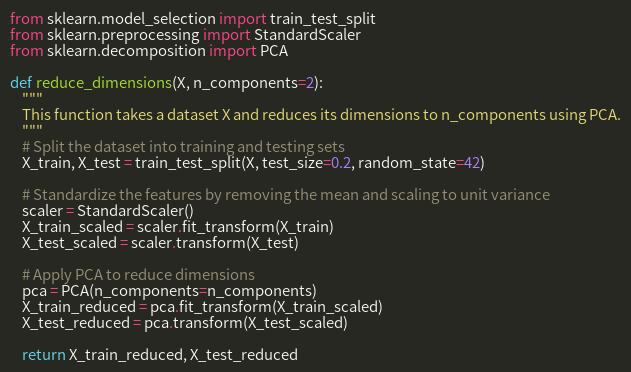 from sklearn.model_selection import train_test_split
from sklearn.preprocessing import StandardScaler
from sklearn.decomposition import PCA

def reduce_dimensions(X, n_components=2):
    """
    This function takes a dataset X and reduces its dimensions to n_components using PCA.
    """
    # Split the dataset into training and testing sets
    X_train, X_test = train_test_split(X, test_size=0.2, random_state=42)

    # Standardize the features by removing the mean and scaling to unit variance
    scaler = StandardScaler()
    X_train_scaled = scaler.fit_transform(X_train)
    X_test_scaled = scaler.transform(X_test)

    # Apply PCA to reduce dimensions
    pca = PCA(n_components=n_components)
    X_train_reduced = pca.fit_transform(X_train_scaled)
    X_test_reduced = pca.transform(X_test_scaled)

    return X_train_reduced, X_test_reduced